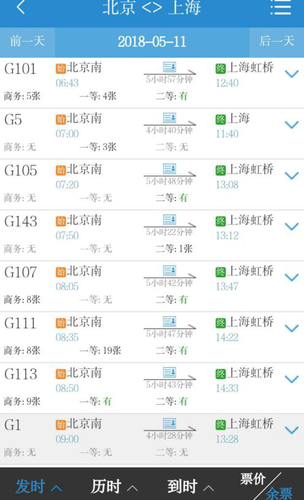 北京 <> 上海
前一天 2018-05-11 后一天
G101 始 北京南 终 上海虹桥
06:43 5小时57分钟 12:40
商务: 5张 一等: 4张 二等: 有
G5 始 北京南 终 上海
07:00 4小时40分钟 11:40
商务: 无 一等: 3张 二等: 无
G105 始 北京南 终 上海虹桥
07:20 5小时48分钟 13:08
商务: 无 一等: 无 二等: 有
G143 始 北京南 终 上海虹桥
07:50 5小时22分钟 13:12
商务: 无 一等: 无 二等: 1张
G107 始 北京南 终 上海虹桥
08:05 5小时42分钟 13:47
商务: 8张 一等: 无 二等: 有
G111 始 北京南 终 上海虹桥
08:35 5小时47分钟 14:22
商务: 8张 一等: 19张 二等: 有
G113 始 北京南 终 上海虹桥
08:50 5小时43分钟 14:33
商务: 9张 一等: 有 二等: 有
G1 始 北京南 终 上海虹桥
09:00 4小时28分钟 13:28
商务: 无 一等: 无 二等: 无
发时 历时 到时 票价/余票